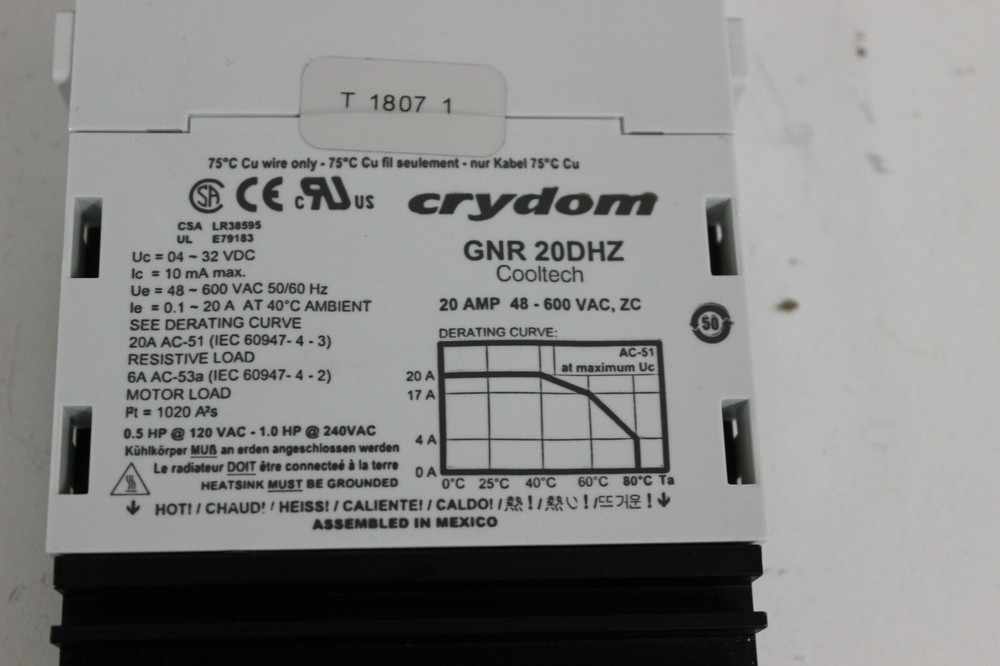 T 1807 1
75°C Cu wire only - 75°C Cu fil seulement - nur Kabel 75°C Cu
SA CE c RU US
CSA LR38595
UL E79183
crydom
GNR 20DHZ
Cooltech
20 AMP 48 - 600 VAC, ZC
Uc = 04 ~ 32 VDC
Ic = 10 mA max.
Ue = 48 ~ 600 VAC 50/60 Hz
Ie = 0.1 ~ 20 A AT 40°C AMBIENT
SEE DERATING CURVE
20A AC-51 (IEC 60947- 4 - 3)
RESISTIVE LOAD
6A AC-53a (IEC 60947- 4 - 2)
MOTOR LOAD
I²t = 1020 A²s
0.5 HP @ 120 VAC - 1.0 HP @ 240VAC
Kühlkörper MUß an erden angeschlossen werden
Le radiateur DOIT être connecteé à la terre
HEATSINK MUST BE GROUNDED
DERATING CURVE:
AC-51
at maximum Uc
20 A
17 A
4 A
0 A
0°C 25°C 40°C 60°C 80°C Ta
50
HOT! / CHAUD! / HEISS! / CALIENTE! / CALDO! / 熱! / 熱い! / 뜨거운!
ASSEMBLED IN MEXICO